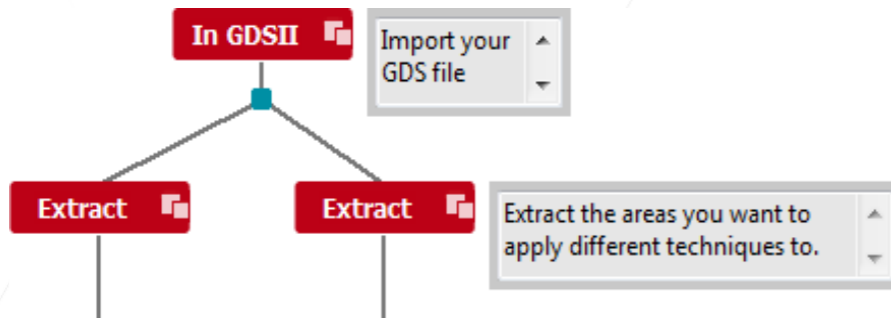 In GDSII
Import your
GDS file
Extract
Extract
Extract the areas you want to
apply different techniques to.